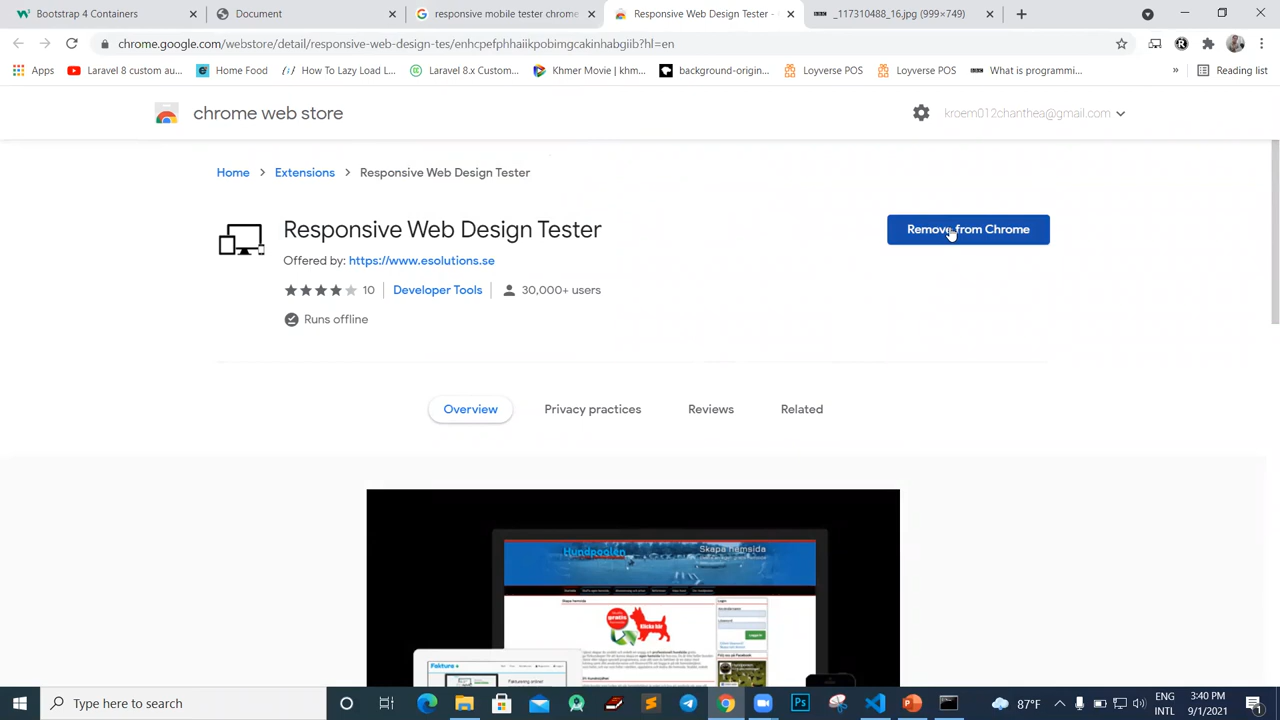 Bootstrap 4 Containers
Document
responsive mobile tester chrome
Responsive Web Design Tester -
_117310488_16.jpg (999×749)
chrome.google.com/webstore/detail/responsive-web-design-tes/enhcpefphhaiikpobimgcakinhabgiib?hl=en
Apps
Laravel 8 custom au...
Home Food
How To Lazy Load L...
Laravel 8.x Custom...
Khmer Movie | khm...
background-origin...
Loyverse POS
Loyverse POS
What is programmi...
»
Reading list
chrome web store
kroem012chanthea@gmail.com
Home
Extensions
Responsive Web Design Tester
Responsive Web Design Tester
Remove from Chrome
Offered by: https://www.esolutions.se
10
Developer Tools
30,000+ users
Runs offline
Overview
Privacy practices
Reviews
Related
Hundpoolen
Skapa hemsida
Faktura +
Fakturering online!
Type here to search
87°F
ENG
INTL
3:40 PM
9/1/2021